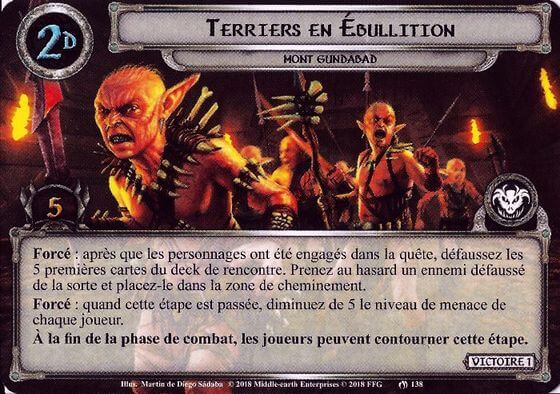 2D
TERRIERS EN ÉBULLITION
MONT GUNDABAD
5
Forcé : après que les personnages ont été engagés dans la quête, défaussez les
5 premières cartes du deck de rencontre. Prenez au hasard un ennemi défaussé
de la sorte et placez-le dans la zone de cheminement.
Forcé : quand cette étape est passée, diminuez de 5 le niveau de menace de
chaque joueur.
À la fin de la phase de combat, les joueurs peuvent contourner cette étape.
VICTOIRE 1
Illus. Martin de Diego Sádaba © 2018 Middle-earth Enterprises © 2018 FFG 138